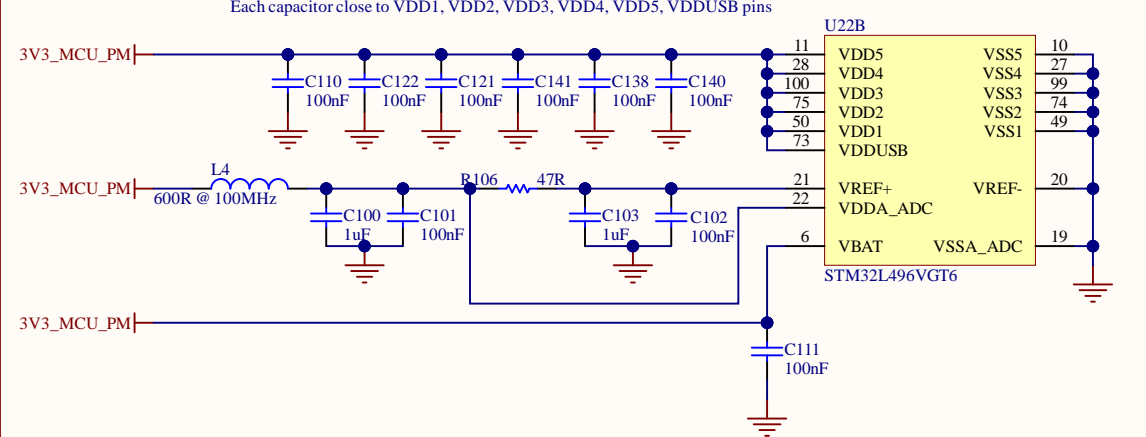 Each capacitor close to VDD1, VDD2, VDD3, VDD4, VDD5, VDDUSB pins
U22B
3V3_MCU_PM
C110
100nF
C122
100nF
C121
100nF
C141
100nF
C138
100nF
C140
100nF
11 VDD5 VSS5 10
28 VDD4 VSS4 27
100 VDD3 VSS3 99
75 VDD2 VSS2 74
50 VDD1 VSS1 49
73 VDDUSB
3V3_MCU_PM
L4
600R @ 100MHz
C100
1uF
C101
100nF
R106 47R
C103
1uF
C102
100nF
21 VREF+ VREF- 20
22 VDDA_ADC
6 VBAT VSSA_ADC 19
STM32L496VGT6
3V3_MCU_PM
C111
100nF